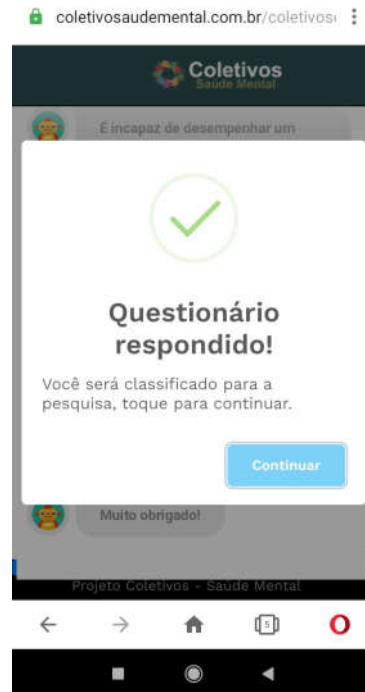 coletivosaudemental.com.br/coletivos
Coletivos
Saúde Mental
É incapaz de desempenhar um
Questionário
respondido!
Você será classificado para a
pesquisa, toque para continuar.
Continuar
Muito obrigado!
Projeto Coletivos - Saúde Mental
5